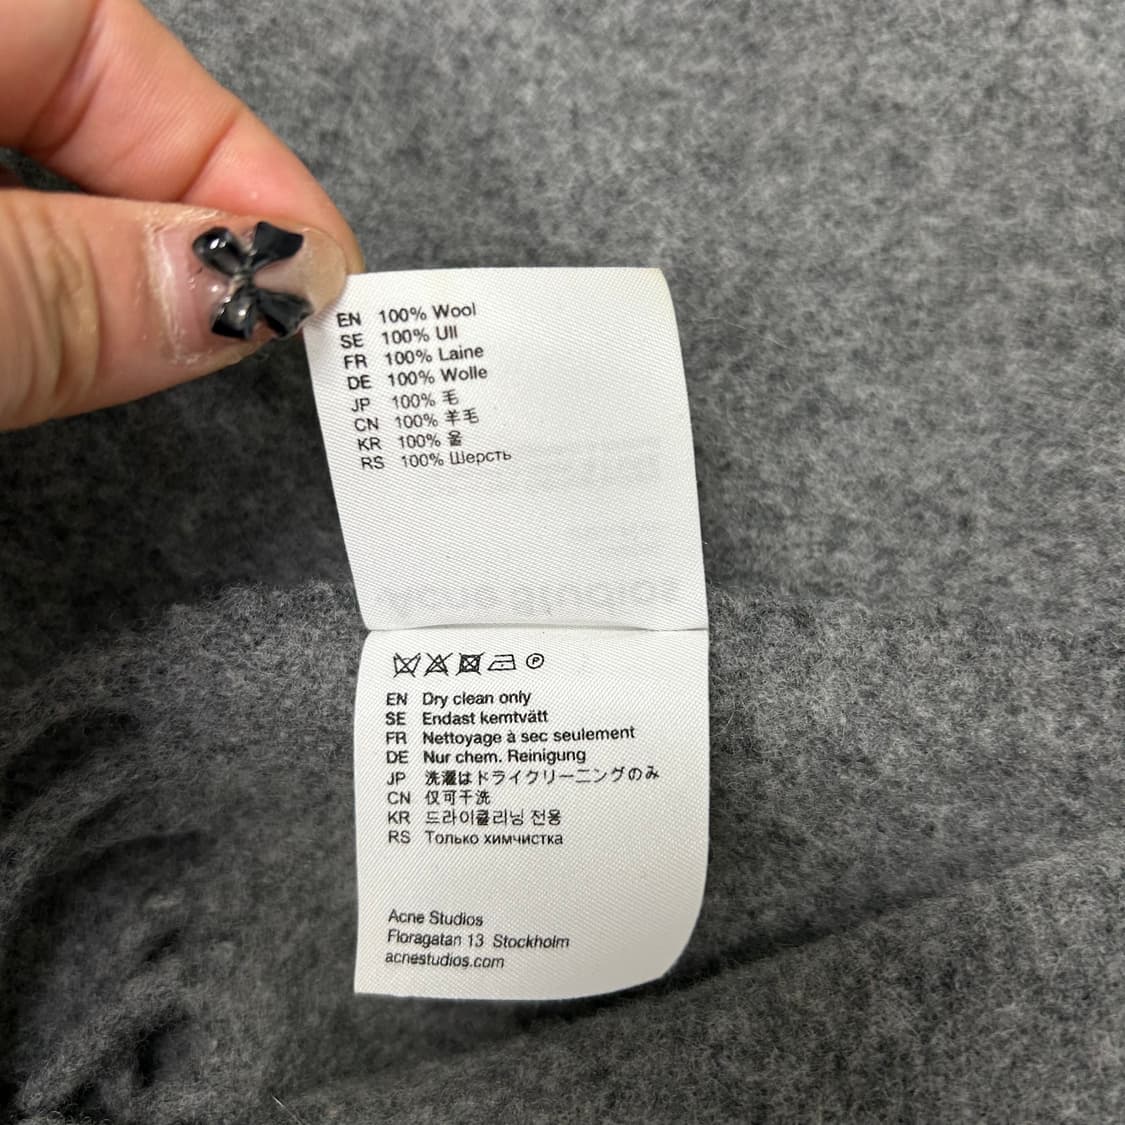 EN 100% Wool
SE 100% Ull
FR 100% Laine
DE 100% Wolle
JP 100% 毛
CN 100% 羊毛
KR 100% 울
RS 100% Шерсть
EN Dry clean only
SE Endast kemtvätt
FR Nettoyage à sec seulement
DE Nur chem. Reinigung
JP 洗濯はドライクリーニングのみ
CN 仅可干洗
KR 드라이클리닝 전용
RS Только химчистка
Acne Studios
Floragatan 13 Stockholm
acnestudios.com